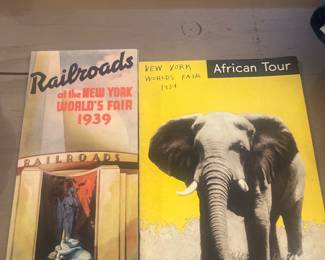 Railroads
at the NEW YORK
WORLD'S FAIR
1939
RAILROADS
NEW YORK
WORLDS FAIR
1939
African Tour